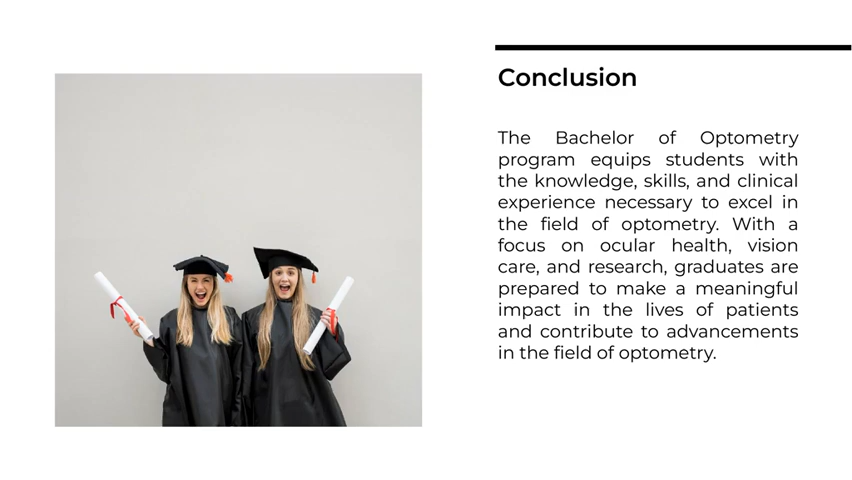 Conclusion
The Bachelor of Optometry
program equips students with
the knowledge, skills, and clinical
experience necessary to excel in
the field of optometry. With a
focus on ocular health, vision
care, and research, graduates are
prepared to make a meaningful
impact in the lives of patients
and contribute to advancements
in the field of optometry.